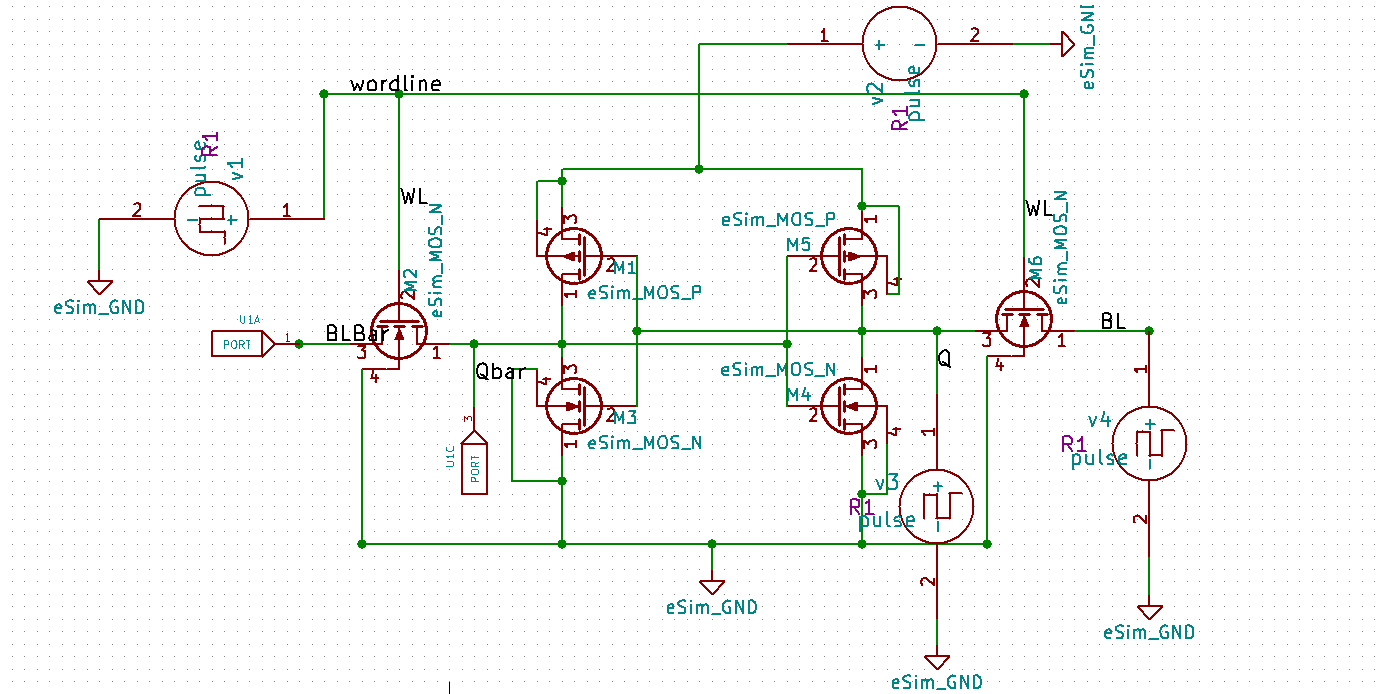 1
2
eSim_GND
v2
pulse
R1
wordline
R1
pulse
v1
2
1
eSim_GND
WL
eSim_MOS_N
M2
2
3
1
4
BLBar
U1A
PORT
1
3
4
2
1
M1
eSim_MOS_P
eSim_MOS_P
M5
1
2
4
3
WL
eSim_MOS_N
M6
2
3
1
4
BL
Qbar
3
U1C
PORT
3
4
2
1
M3
eSim_MOS_N
eSim_MOS_N
M4
1
2
4
3
Q
1
v3
R1
pulse
2
eSim_GND
1
v4
R1
pulse
2
eSim_GND
eSim_GND